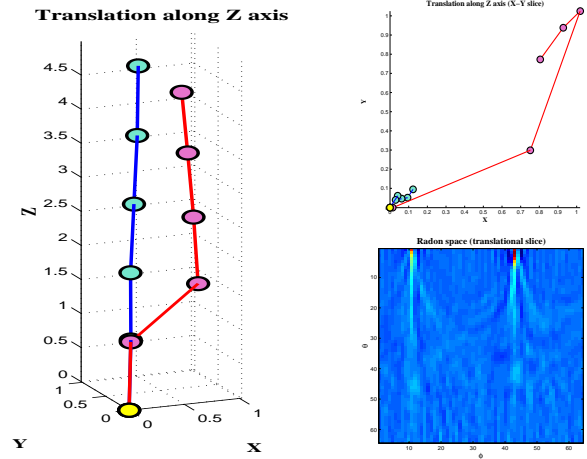 Translation along Z axis
4.5
4
3.5
3
2.5
2
1.5
1
0.5
0
Z
1
0.5
0
Y
0
0.5
1
X
Translation along Z axis (X-Y slice)
1
0.9
0.8
0.7
0.6
0.5
0.4
0.3
0.2
0.1
0
Y
0 0.1 0.2 0.3 0.4 0.5 0.6 0.7 0.8 0.9 1
X
Radon space (translational slice)
10
20
30
40
50
60
θ
10 20 30 40 50 60
ϕ